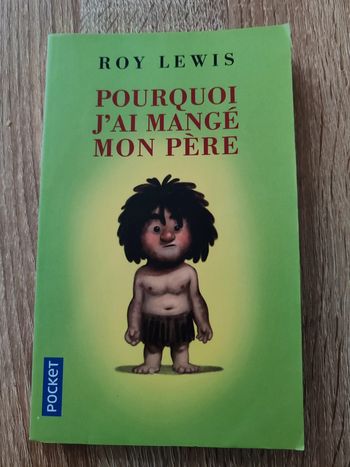 ROY LEWIS
POURQUOI
J'AI MANGÉ
MON PÈRE
POCKET